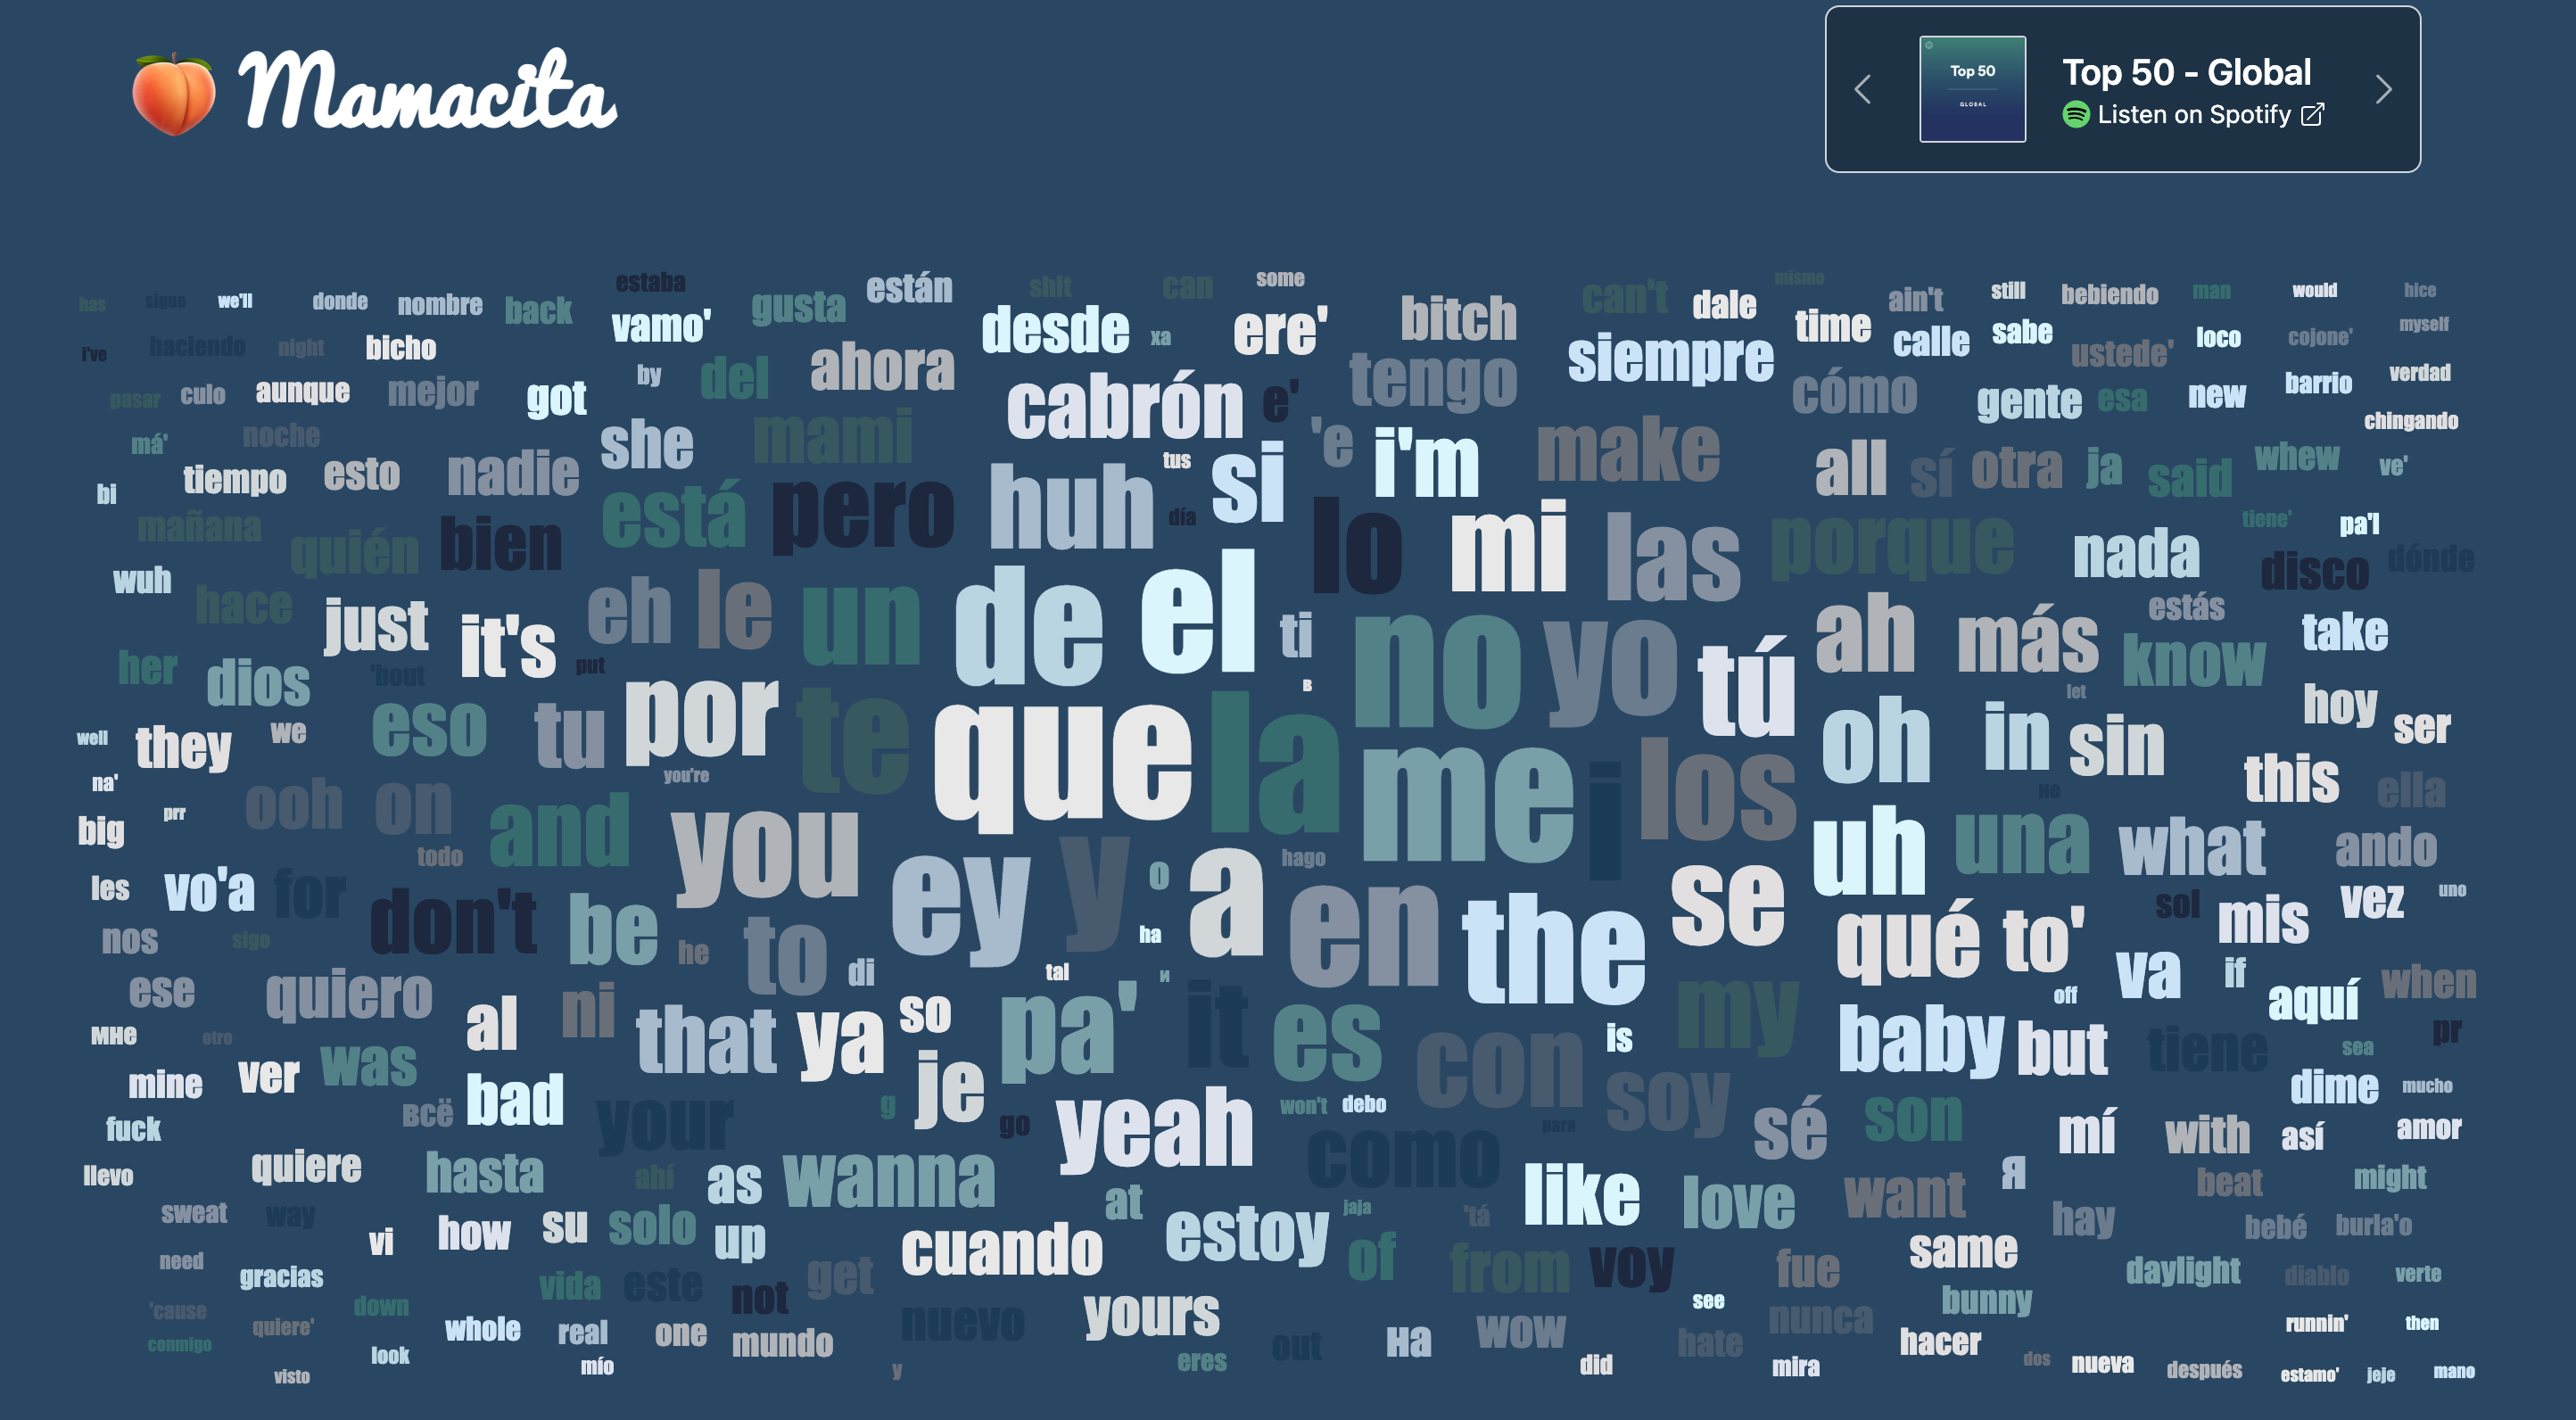 Mamacita
Top 50
GLOBAL
Top 50 - Global
Listen on Spotify
estaba gusta están shit can some mismo
has sigue we'll donde nombre back vamo' desde xa ere' bitch can't dale time ain't still bebiendo man would hice
i've haciendo night bicho by del ahora siempre calle sabe ustede' loco cojone' myself
pasar culo aunque mejor got cabrón e' tengo cómo gente esa new barrio verdad
má' noche she mami tus 'e i'm make chingando
bi tiempo esto nadie huh si all sí otra ja said whew ve'
mañana quién bien está pero día lo mi las porque nada tiene' pa'l
wuh hace eh le un de el ti disco dónde
just it's put no yo tú ah más estás know take
her dios 'bout tu por te que la в let hoy
well they we eso you're oh in sin ser
na' ooh on and me i los не this ella
big prr todo you ey y o a hago uh una what ando
les vo'a for don't be to en the se qué to' sol mis vez uno
nos sigo he di ha va if
ese quiero al ni that ya so tal и pa' it es con is my off aquí when
мне otro was bad je baby but tiene sea pr
mine ver всё your g go yeah won't debo para soy sé son dime mucho
fuck como mí with así amor
llevo quiere hasta ahí as wanna at like love want я beat might
sweat way vi how su solo up cuando estoy jaja 'tá hay bebé burla'o
need gracias vida este not get of from voy fue same daylight diablo verte
'cause down nuevo yours see nunca bunny
conmigo quiere' look whole real one mundo out на wow hate hacer runnin' then
visto mío y eres did mira dos nueva después estamo' jeje mano